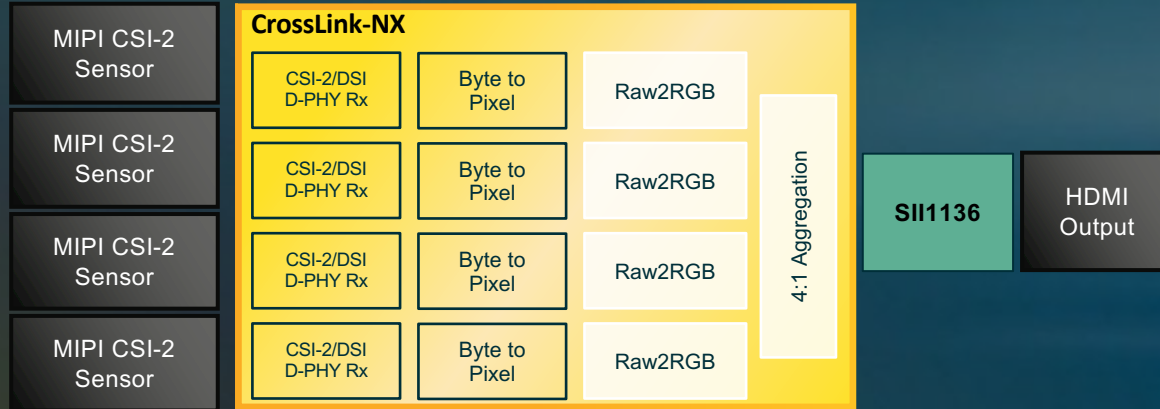 CrossLink-NX
MIPI CSI-2
Sensor
CSI-2/DSI
D-PHY Rx
Byte to
Pixel
Raw2RGB
MIPI CSI-2
Sensor
CSI-2/DSI
D-PHY Rx
Byte to
Pixel
Raw2RGB
MIPI CSI-2
Sensor
CSI-2/DSI
D-PHY Rx
Byte to
Pixel
Raw2RGB
MIPI CSI-2
Sensor
CSI-2/DSI
D-PHY Rx
Byte to
Pixel
Raw2RGB
4:1 Aggregation
SII1136
HDMI
Output